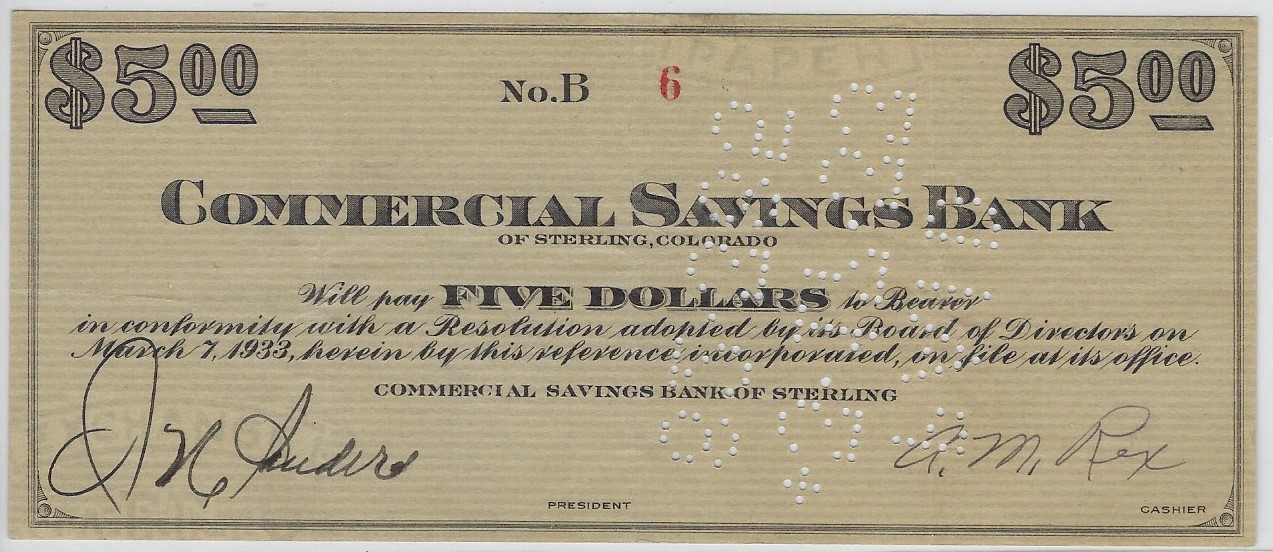 $5.00 No. B 6 $5.00
COMMERCIAL SAVINGS BANK
OF STERLING, COLORADO
Will pay FIVE DOLLARS to Bearer
in conformity with a Resolution adopted by its Board of Directors on
March 7, 1933, herein by this reference incorporated, on file at its office.
COMMERCIAL SAVINGS BANK OF STERLING
A. M. Rex
PRESIDENT CASHIER